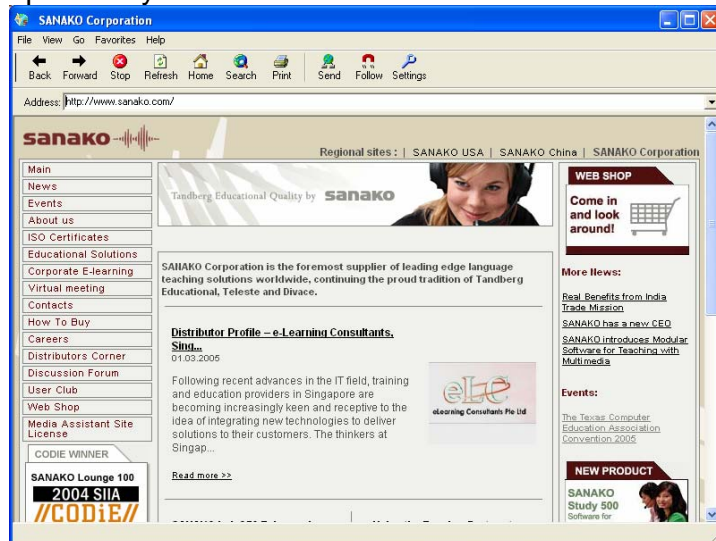 SANAKO Corporation
File View Go Favorites Help
Back Forward Stop Refresh Home Search Print Send Follow Settings
Address: http://www.sanako.com/
sanako
Regional sites : | SANAKO USA | SANAKO China | SANAKO Corporation
Main
News
Events
About us
ISO Certificates
Educational Solutions
Corporate E-learning
Virtual meeting
Contacts
How To Buy
Careers
Distributors Corner
Discussion Forum
User Club
Web Shop
Media Assistant Site
License
CODIE WINNER
SANAKO Lounge 100
2004 SIIA
//CODiE//
Tandberg Educational Quality by sanako
SANAKO Corporation is the foremost supplier of leading edge language
teaching solutions worldwide, continuing the proud tradition of Tandberg
Educational, Teleste and Divace.
Distributor Profile – e-Learning Consultants,
Sing...
01.03.2005
Following recent advances in the IT field, training
and education providers in Singapore are
becoming increasingly keen and receptive to the
idea of integrating new technologies to deliver
solutions to their customers. The thinkers at
Singap...
Read more >>
eLC
eLearning Consultants Pte Ltd
WEB SHOP
Come in
and look
around!
More News:
Real Benefits from India
Trade Mission
SANAKO has a new CEO
SANAKO introduces Modular
Software for Teaching with
Multimedia
Events:
The Texas Computer
Education Association
Convention 2005
NEW PRODUCT
SANAKO
Study 500
Software for